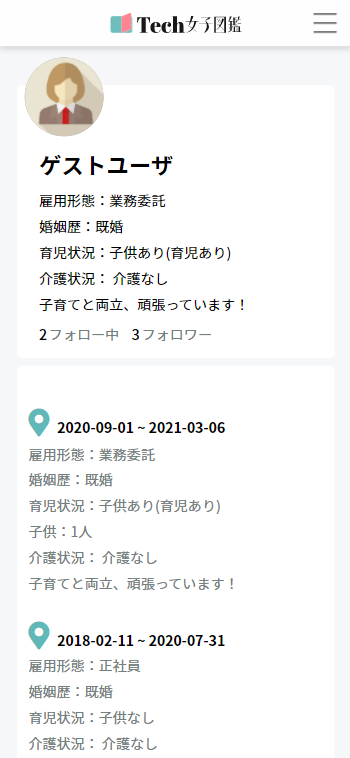 Tech女子図鑑
ゲストユーザ
雇用形態：業務委託
婚姻歴：既婚
育児状況：子供あり(育児あり)
介護状況： 介護なし
子育てと両立、頑張っています！
2フォロー中 3フォロワー
2020-09-01 ~ 2021-03-06
雇用形態：業務委託
婚姻歴：既婚
育児状況：子供あり(育児あり)
子供：1人
介護状況： 介護なし
子育てと両立、頑張っています！
2018-02-11 ~ 2020-07-31
雇用形態：正社員
婚姻歴：既婚
育児状況：子供なし
介護状況： 介護なし